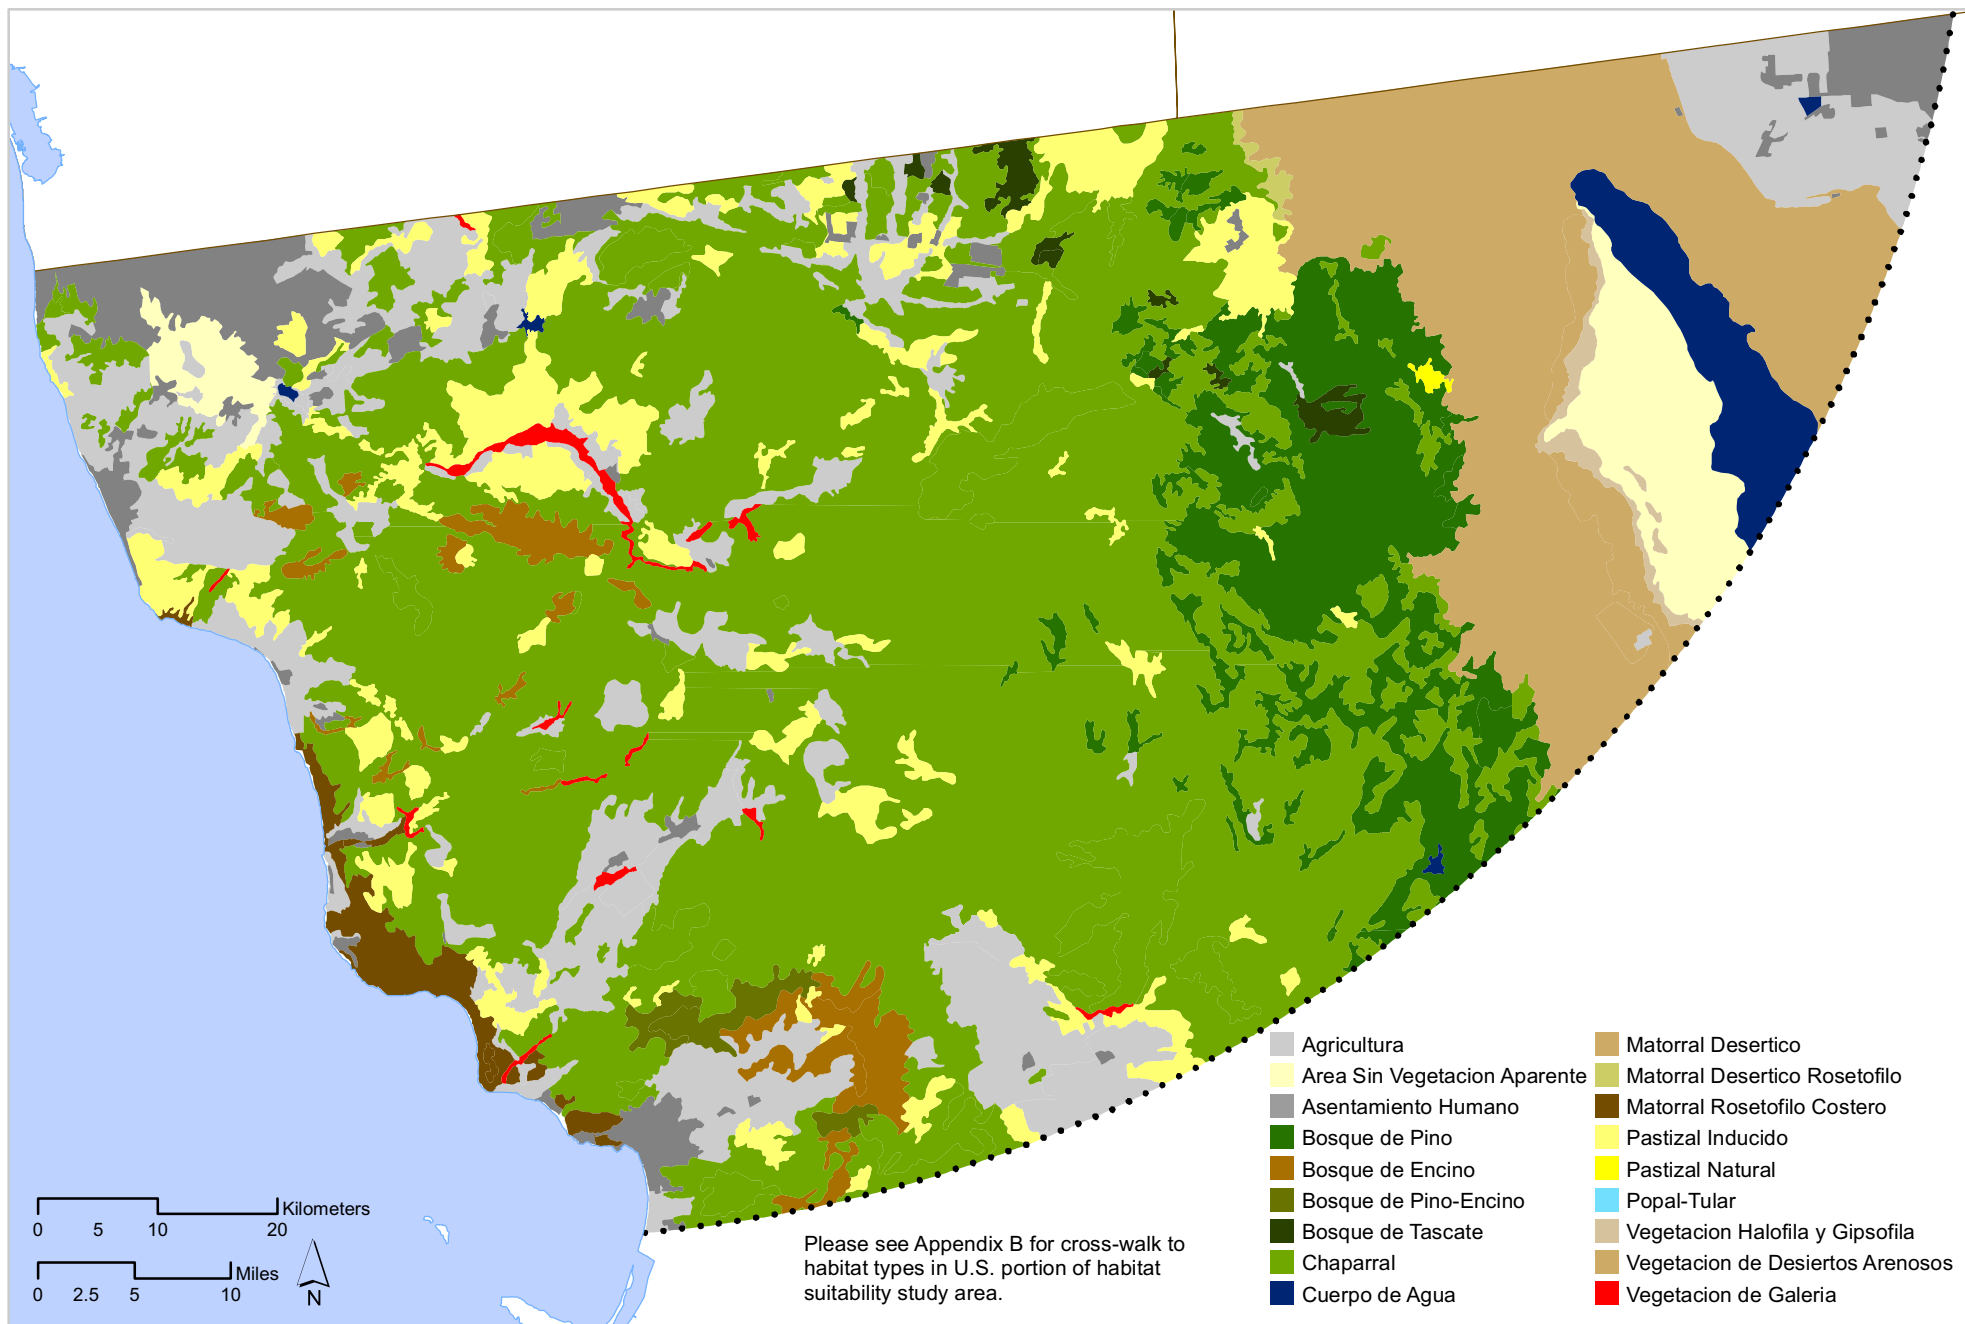 Agricultura
Area Sin Vegetacion Aparente
Asentamiento Humano
Bosque de Pino
Bosque de Encino
Bosque de Pino-Encino
Bosque de Tascate
Chaparral
Cuerpo de Agua
Matorral Desertico
Matorral Desertico Rosetofilo
Matorral Rosetofilo Costero
Pastizal Inducido
Pastizal Natural
Popal-Tular
Vegetacion Halofila y Gipsofila
Vegetacion de Desiertos Arenosos
Vegetacion de Galeria
Kilometers
0 5 10 20
Miles
0 2.5 5 10
N
Please see Appendix B for cross-walk to
habitat types in U.S. portion of habitat
suitability study area.